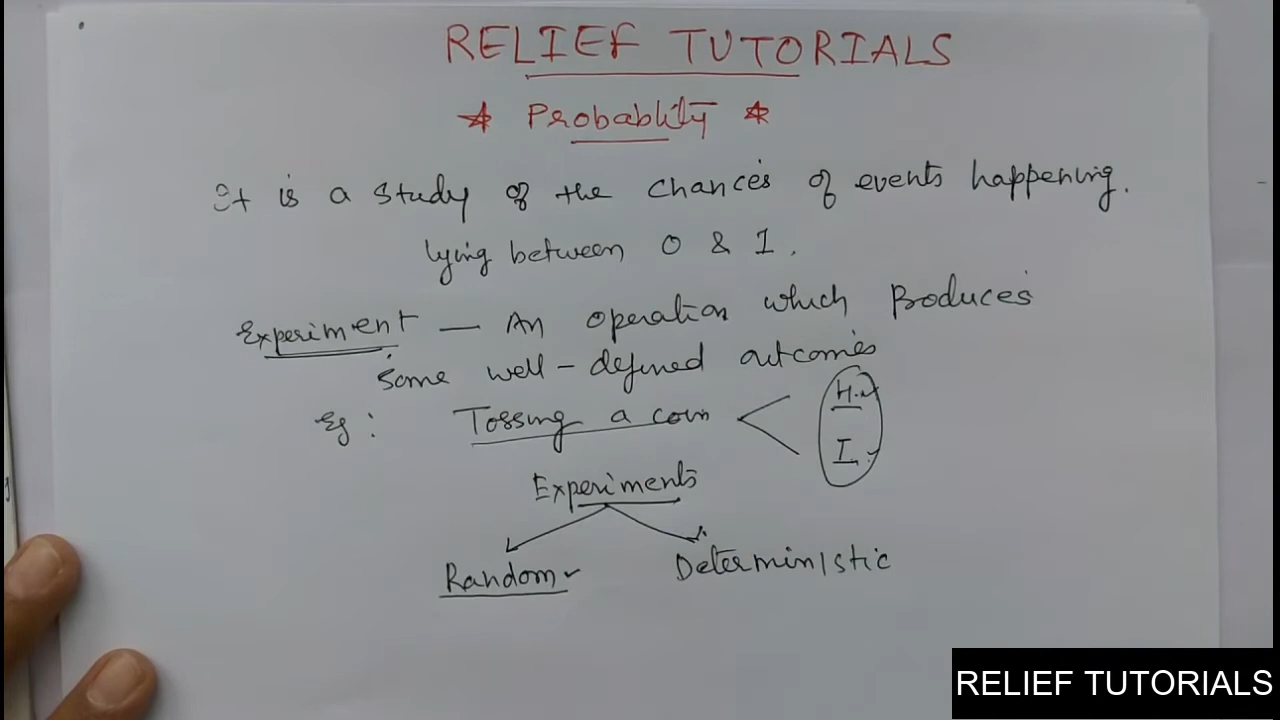 RELIEF TUTORIALS
* Probablity *
It is a study of the chances of events happening.
lying between 0 & 1.
Experiment — An operation which Produces
Some well-defined outcomes
Eg : Tossing a coin
H
T
Experiments
Random
Deterministic
RELIEF TUTORIALS